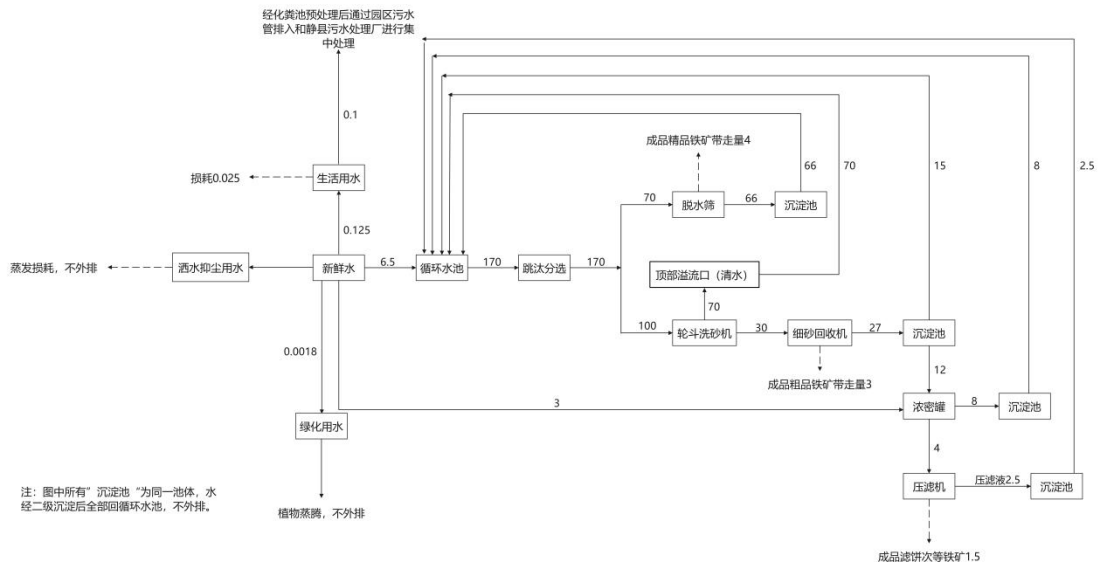 经化粪池预处理后通过园区污水
管排入和静县污水处理厂进行集
中处理
0.1
成品精品铁矿带走量4
66
70
15
8
2.5
损耗0.025
生活用水
70
脱水筛
66
沉淀池
0.125
蒸发损耗，不外排
洒水抑尘用水
新鲜水
6.5
循环水池
170
跳汰分选
170
顶部溢流口（清水）
70
100
轮斗洗砂机
30
细砂回收机
27
沉淀池
0.0018
成品粗品铁矿带走量3
12
3
浓密罐
8
沉淀池
绿化用水
4
注：图中所有”沉淀池“为同一池体，水
经二级沉淀后全部回循环水池，不外排。
压滤机
压滤液2.5
沉淀池
植物蒸腾，不外排
成品滤饼次等铁矿1.5